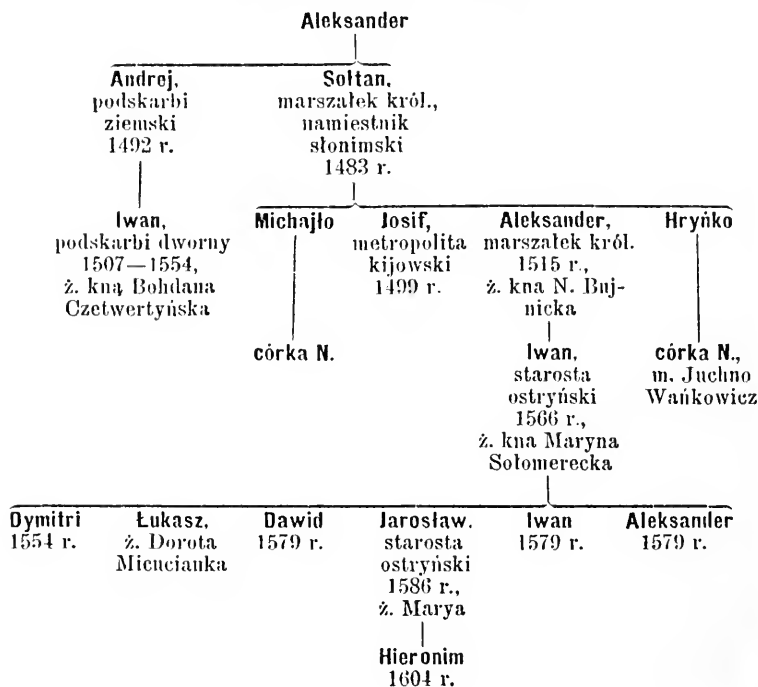 Aleksander
Andrej,
podskarbi
ziemski
1492 r.
Sołtan,
marszałek król.,
namiestnik
słonimski
1483 r.
Iwan,
podskarbi dworny
1507—1554,
ż. kną Bohdana
Czetwertyńska
Michajło
Josif,
metropolita
kijowski
1499 r.
Aleksander,
marszałek król.
1515 r.,
ż. kna N. Buj-
nicka
Hryńko
córka N.
Iwan,
starosta
ostryński
1566 r.,
ż. kna Maryna
Sołomerecka
córka N.,
m. Juchno
Wańkowicz
Dymitri
1554 r.
Łukasz,
ż. Dorota
Micucianka
Dawid
1579 r.
Jarosław.
starosta
ostryński
1586 r.,
ż. Marya
Iwan
1579 r.
Aleksander
1579 r.
Hieronim
1604 r.